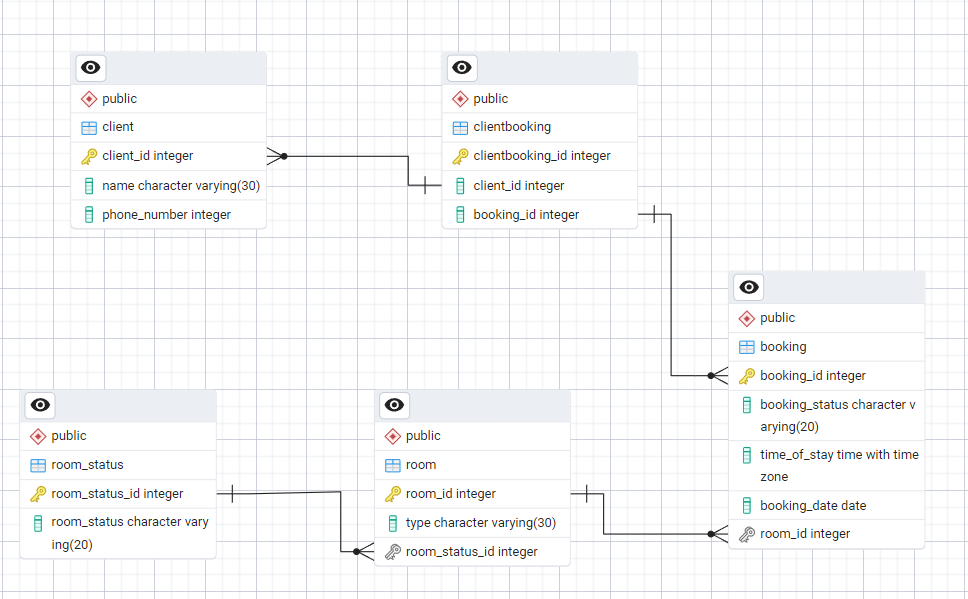 public
client
client_id integer
name character varying(30)
phone_number integer
public
clientbooking
clientbooking_id integer
client_id integer
booking_id integer
public
booking
booking_id integer
booking_status character v
arying(20)
time_of_stay time with time
zone
booking_date date
room_id integer
public
room_status
room_status_id integer
room_status character vary
ing(20)
public
room
room_id integer
type character varying(30)
room_status_id integer